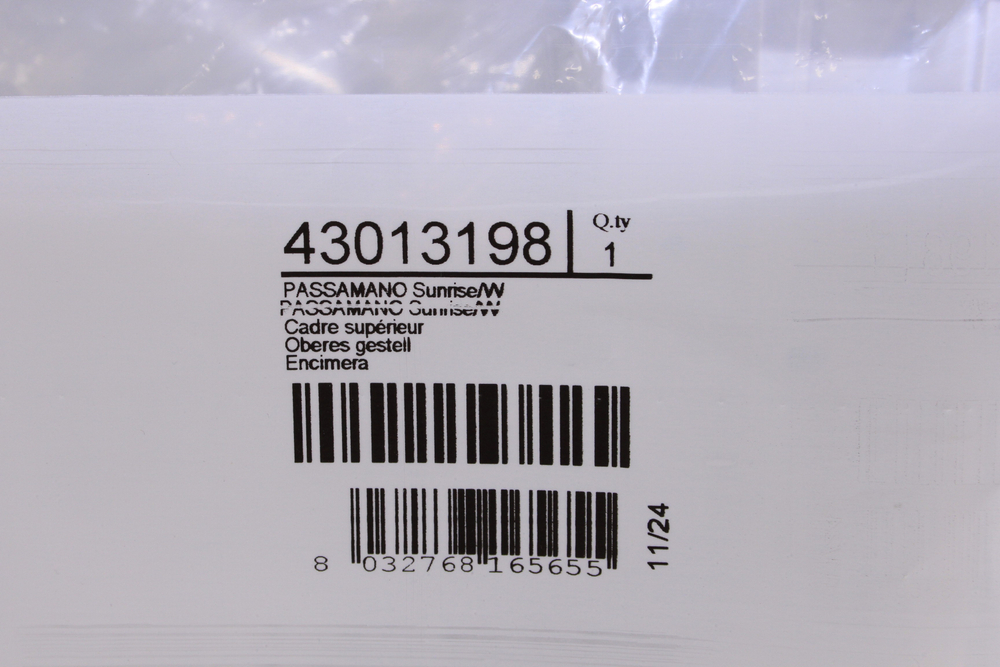 43013198
Q.ty
1
PASSAMANO Sunrise/W
PASSAMANO Sunrise/W
Cadre supérieur
Oberes gestell
Encimera
8 032768 165655
11/24